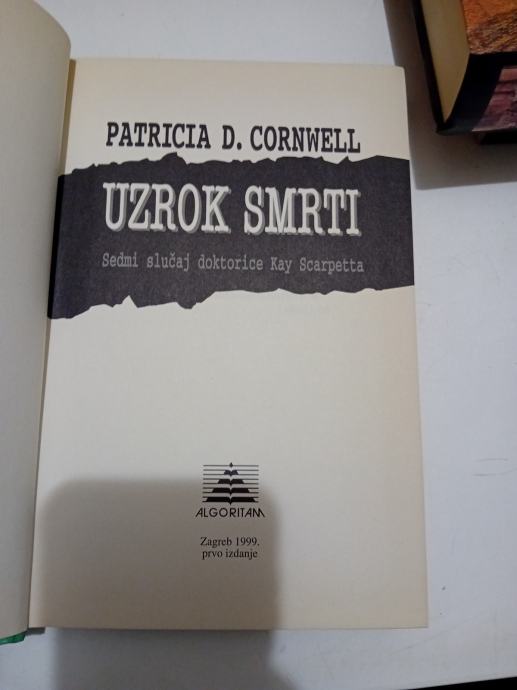 PATRICIA D. CORNWELL
UZROK SMRTI
Sedmi slučaj doktorice Kay Scarpetta
ALGORITAM
Zagreb 1999.
prvo izdanje